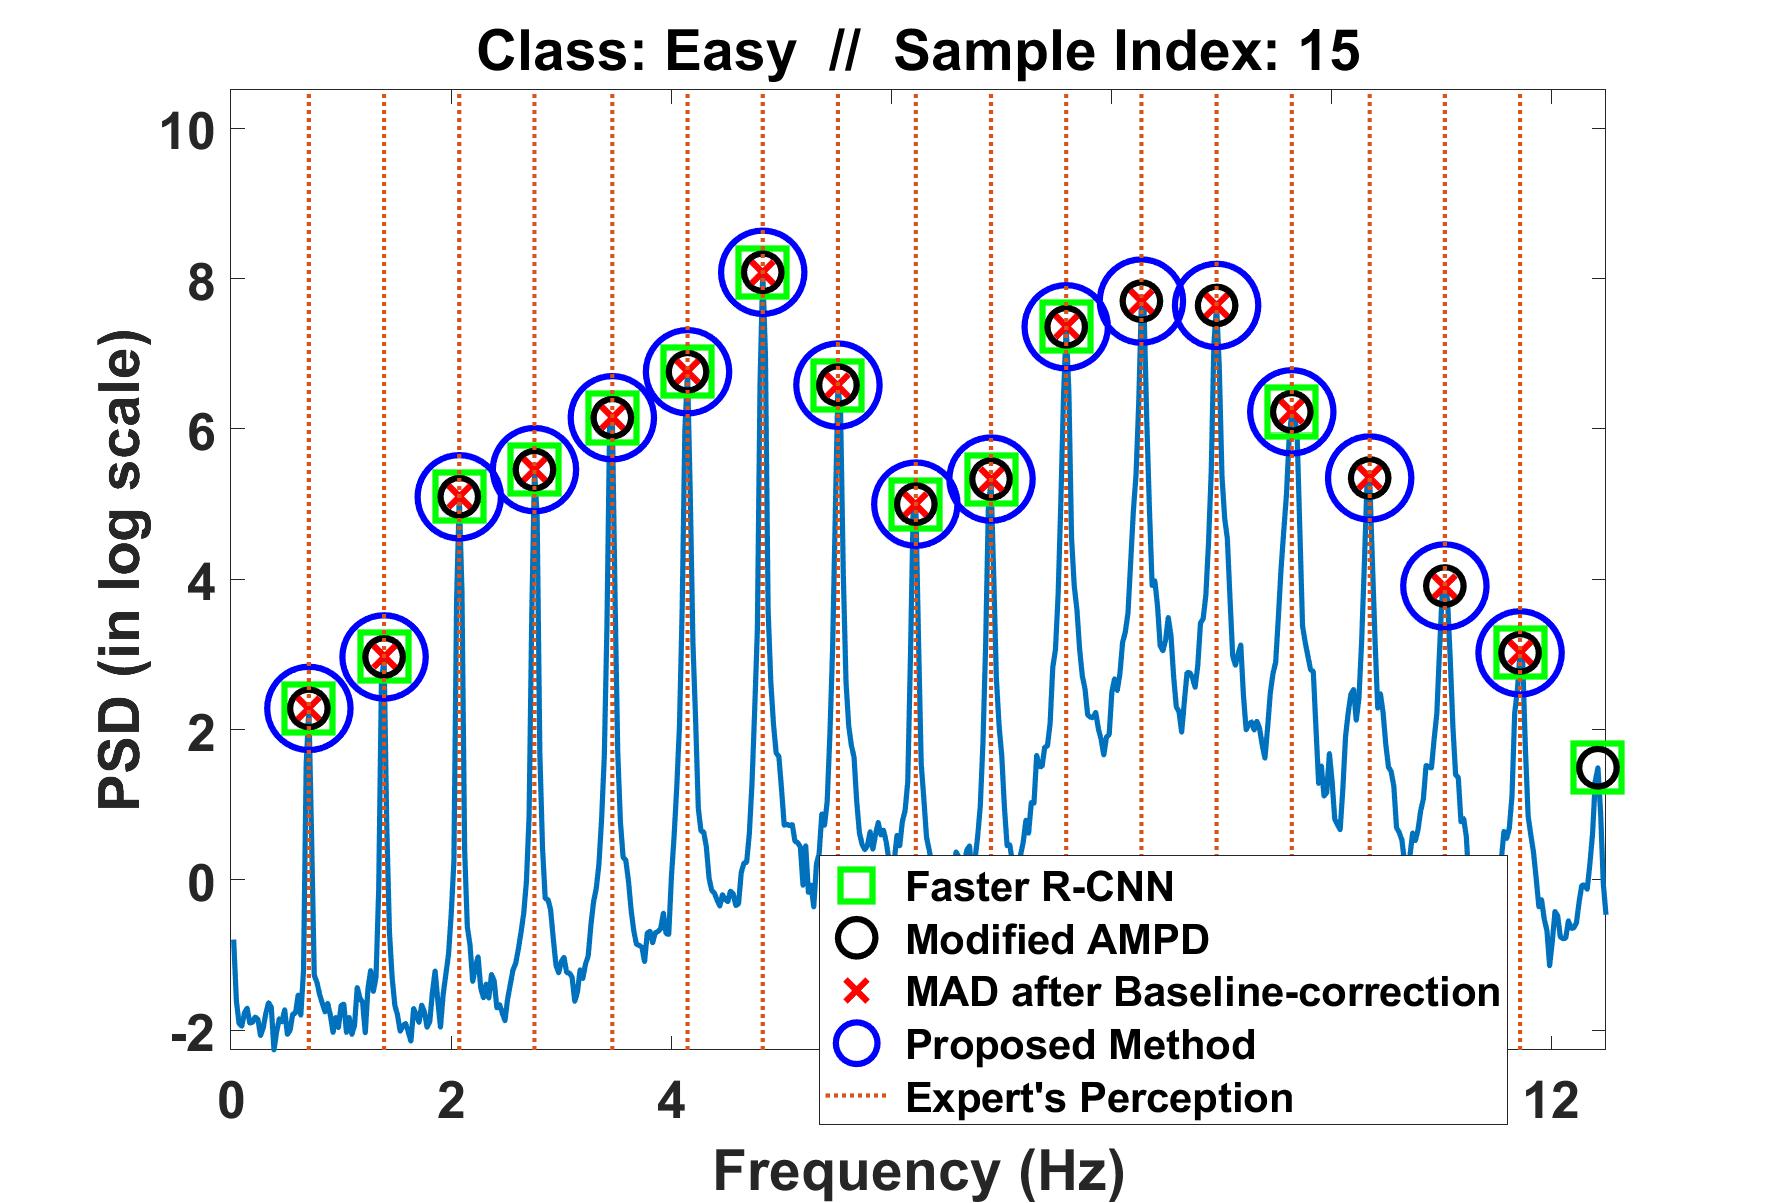 Class: Easy // Sample Index: 15
10
8
6
4
2
0
-2
PSD (in log scale)
Faster R-CNN
Modified AMPD
MAD after Baseline-correction
Proposed Method
Expert's Perception
0 2 4 12
Frequency (Hz)